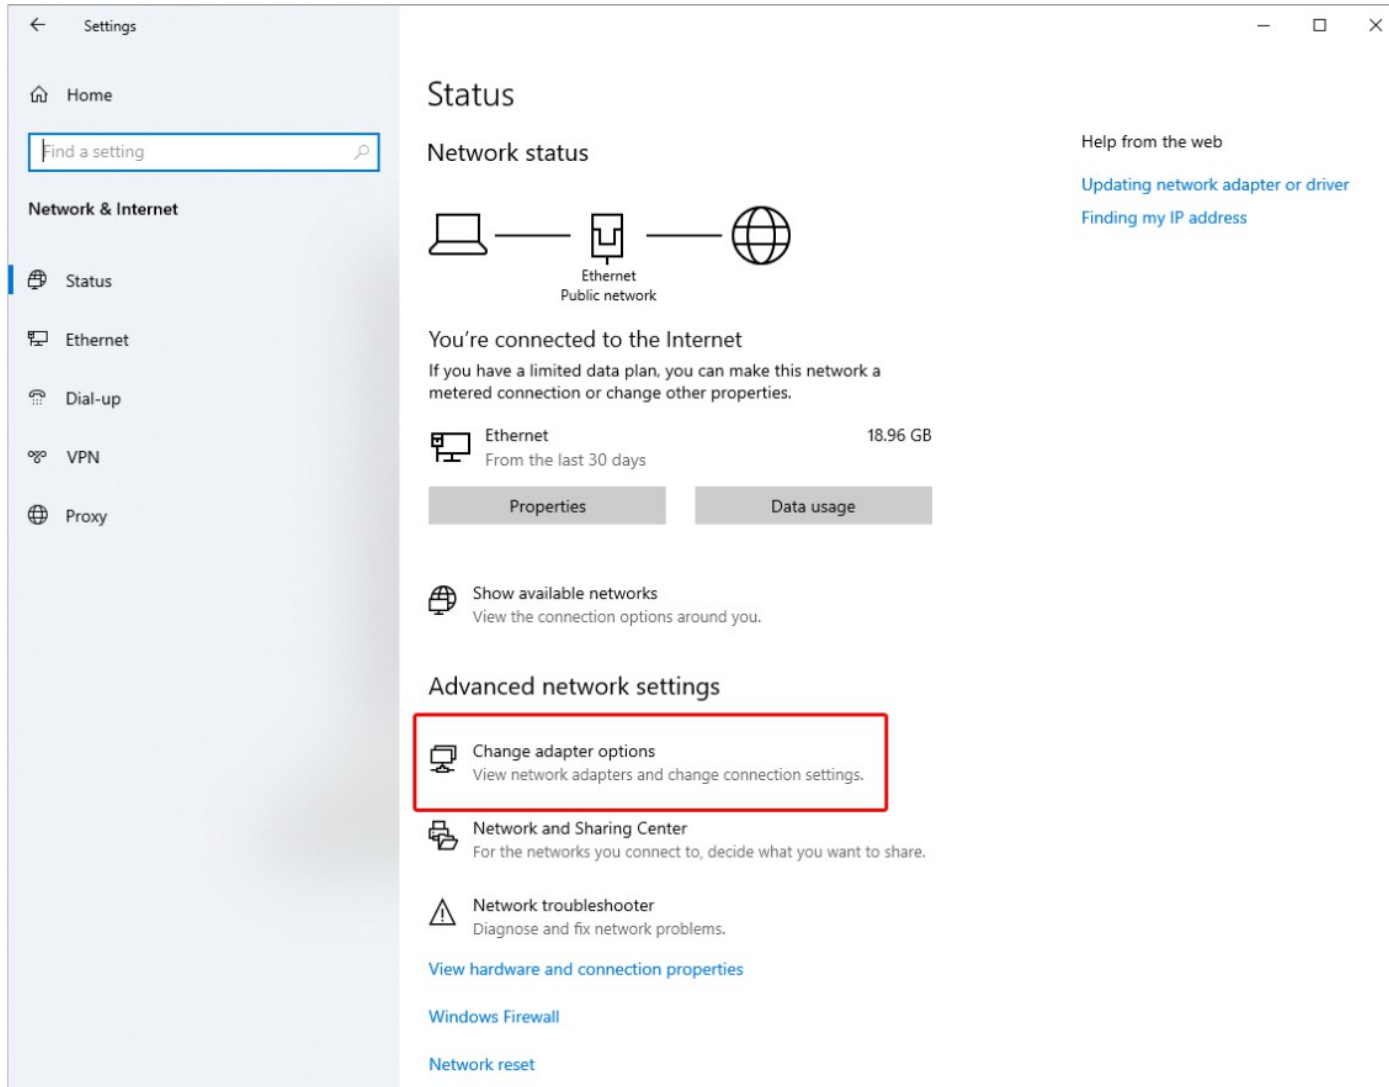 Settings
Home
Find a setting
Network & Internet
Status
Ethernet
Dial-up
VPN
Proxy
Status
Network status
Ethernet
Public network
You're connected to the Internet
If you have a limited data plan, you can make this network a
metered connection or change other properties.
Ethernet
18.96 GB
From the last 30 days
Properties
Data usage
Show available networks
View the connection options around you.
Advanced network settings
Change adapter options
View network adapters and change connection settings.
Network and Sharing Center
For the networks you connect to, decide what you want to share.
Network troubleshooter
Diagnose and fix network problems.
View hardware and connection properties
Windows Firewall
Network reset
Help from the web
Updating network adapter or driver
Finding my IP address